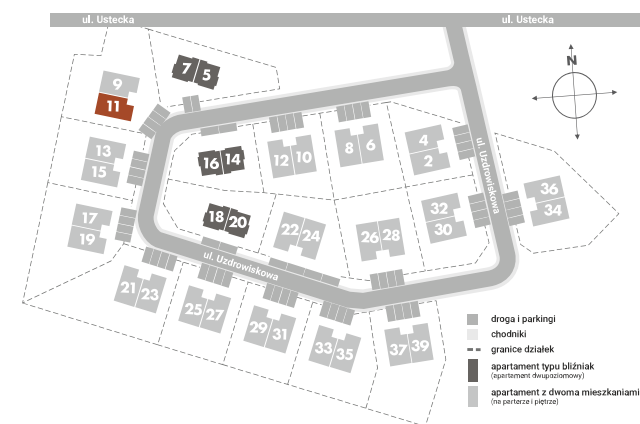 ul. Ustecka
ul. Ustecka
N
7 5
9
11
16 14
12 10
8 6
4
2
13
15
36
34
17
19
18 20
22 24
26 28
32
30
ul. Uzdrowiskowa
ul. Uzdrowiskowa
21 23
25 27
29 31
33 35
37 39
droga i parkingi
chodniki
granice działek
apartament typu bliźniak
(apartament dwupoziomowy)
apartament z dwoma mieszkaniami
(na parterze i piętrze)